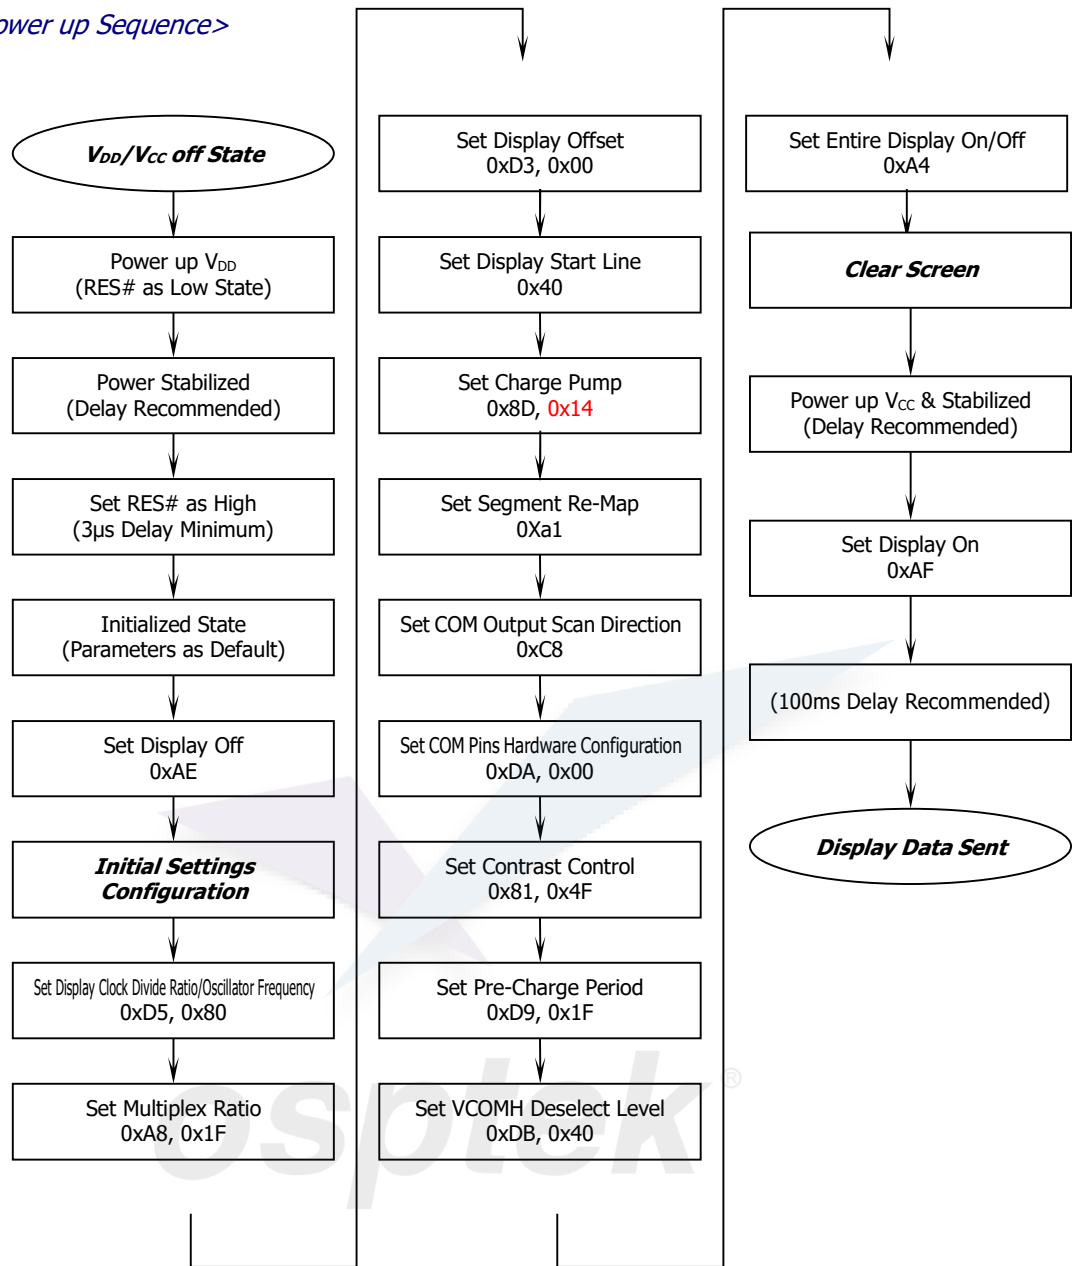 ower up Sequence>
VDD/VCC off State
Power up VDD
(RES# as Low State)
Power Stabilized
(Delay Recommended)
Set RES# as High
(3μs Delay Minimum)
Initialized State
(Parameters as Default)
Set Display Off
0xAE
Initial Settings
Configuration
Set Display Clock Divide Ratio/Oscillator Frequency
0xD5, 0x80
Set Multiplex Ratio
0xA8, 0x1F
Set Display Offset
0xD3, 0x00
Set Display Start Line
0x40
Set Charge Pump
0x8D, 0x14
Set Segment Re-Map
0Xa1
Set COM Output Scan Direction
0xC8
Set COM Pins Hardware Configuration
0xDA, 0x00
Set Contrast Control
0x81, 0x4F
Set Pre-Charge Period
0xD9, 0x1F
Set VCOMH Deselect Level
0xDB, 0x40
Set Entire Display On/Off
0xA4
Clear Screen
Power up VCC & Stabilized
(Delay Recommended)
Set Display On
0xAF
(100ms Delay Recommended)
Display Data Sent
osptek®